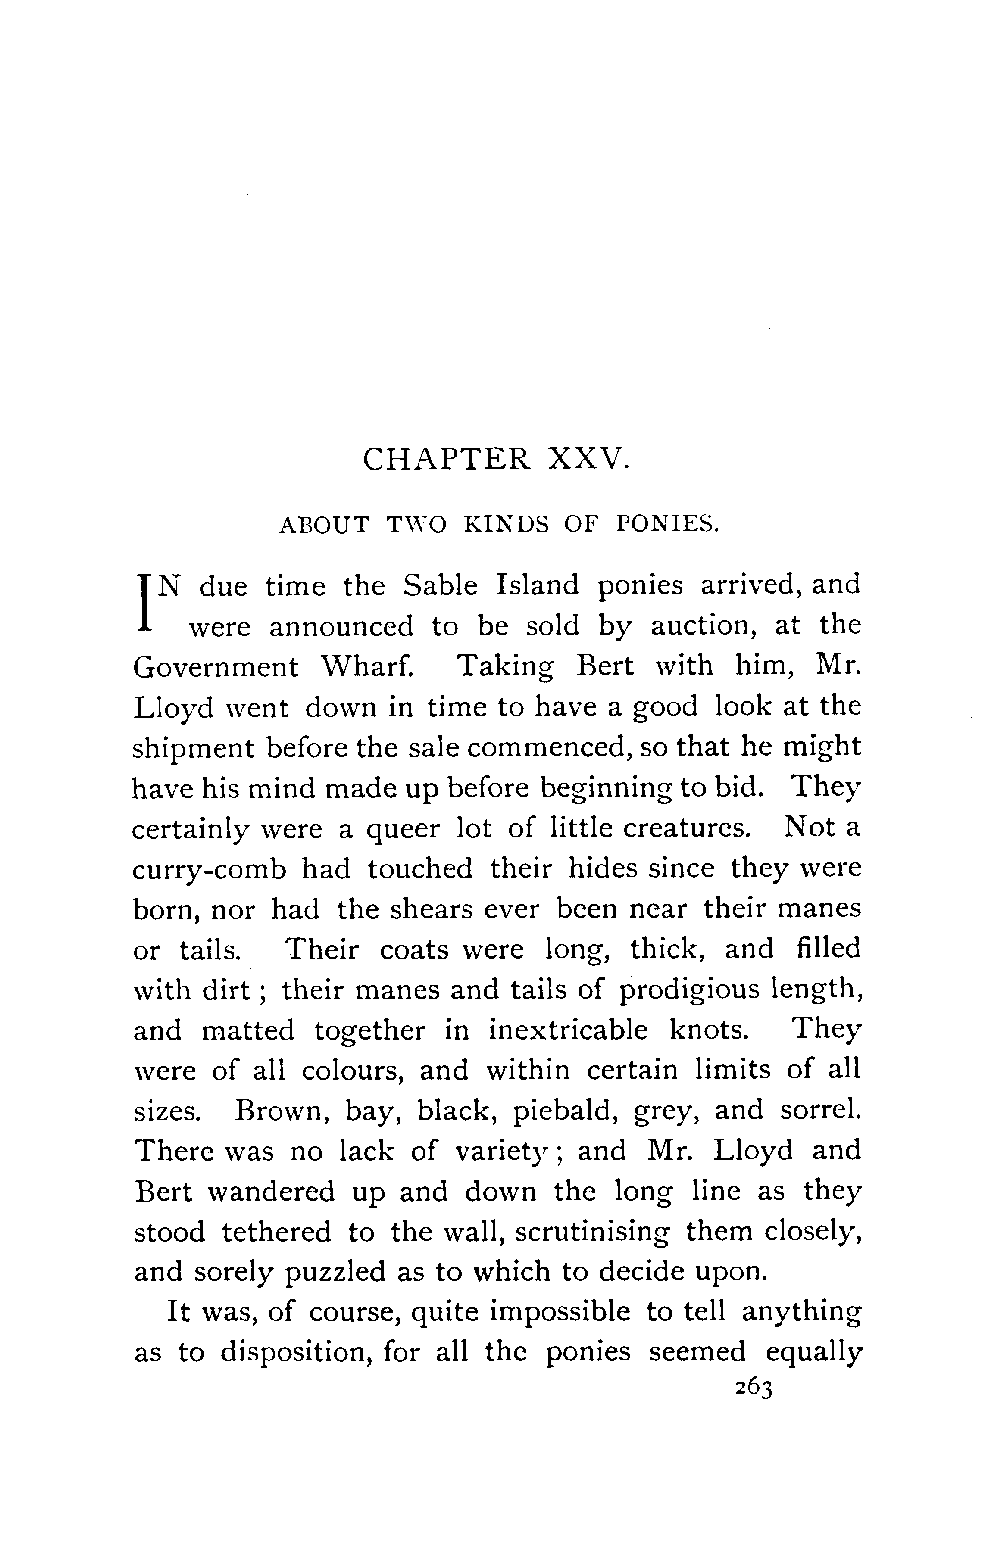 CHAPTER XXV.
ABOUT TWO KINDS OF PONIES.
IN due time the Sable Island ponies arrived, and
were announced to be sold by auction, at the
Government Wharf. Taking Bert with him, Mr.
Lloyd went down in time to have a good look at the
shipment before the sale commenced, so that he might
have his mind made up before beginning to bid. They
certainly were a queer lot of little creatures. Not a
curry-comb had touched their hides since they were
born, nor had the shears ever been near their manes
or tails. Their coats were long, thick, and filled
with dirt; their manes and tails of prodigious length,
and matted together in inextricable knots. They
were of all colours, and within certain limits of all
sizes. Brown, bay, black, piebald, grey, and sorrel.
There was no lack of variety; and Mr. Lloyd and
Bert wandered up and down the long line as they
stood tethered to the wall, scrutinising them closely,
and sorely puzzled as to which to decide upon.
It was, of course, quite impossible to tell anything
as to disposition, for all the ponies seemed equally
263